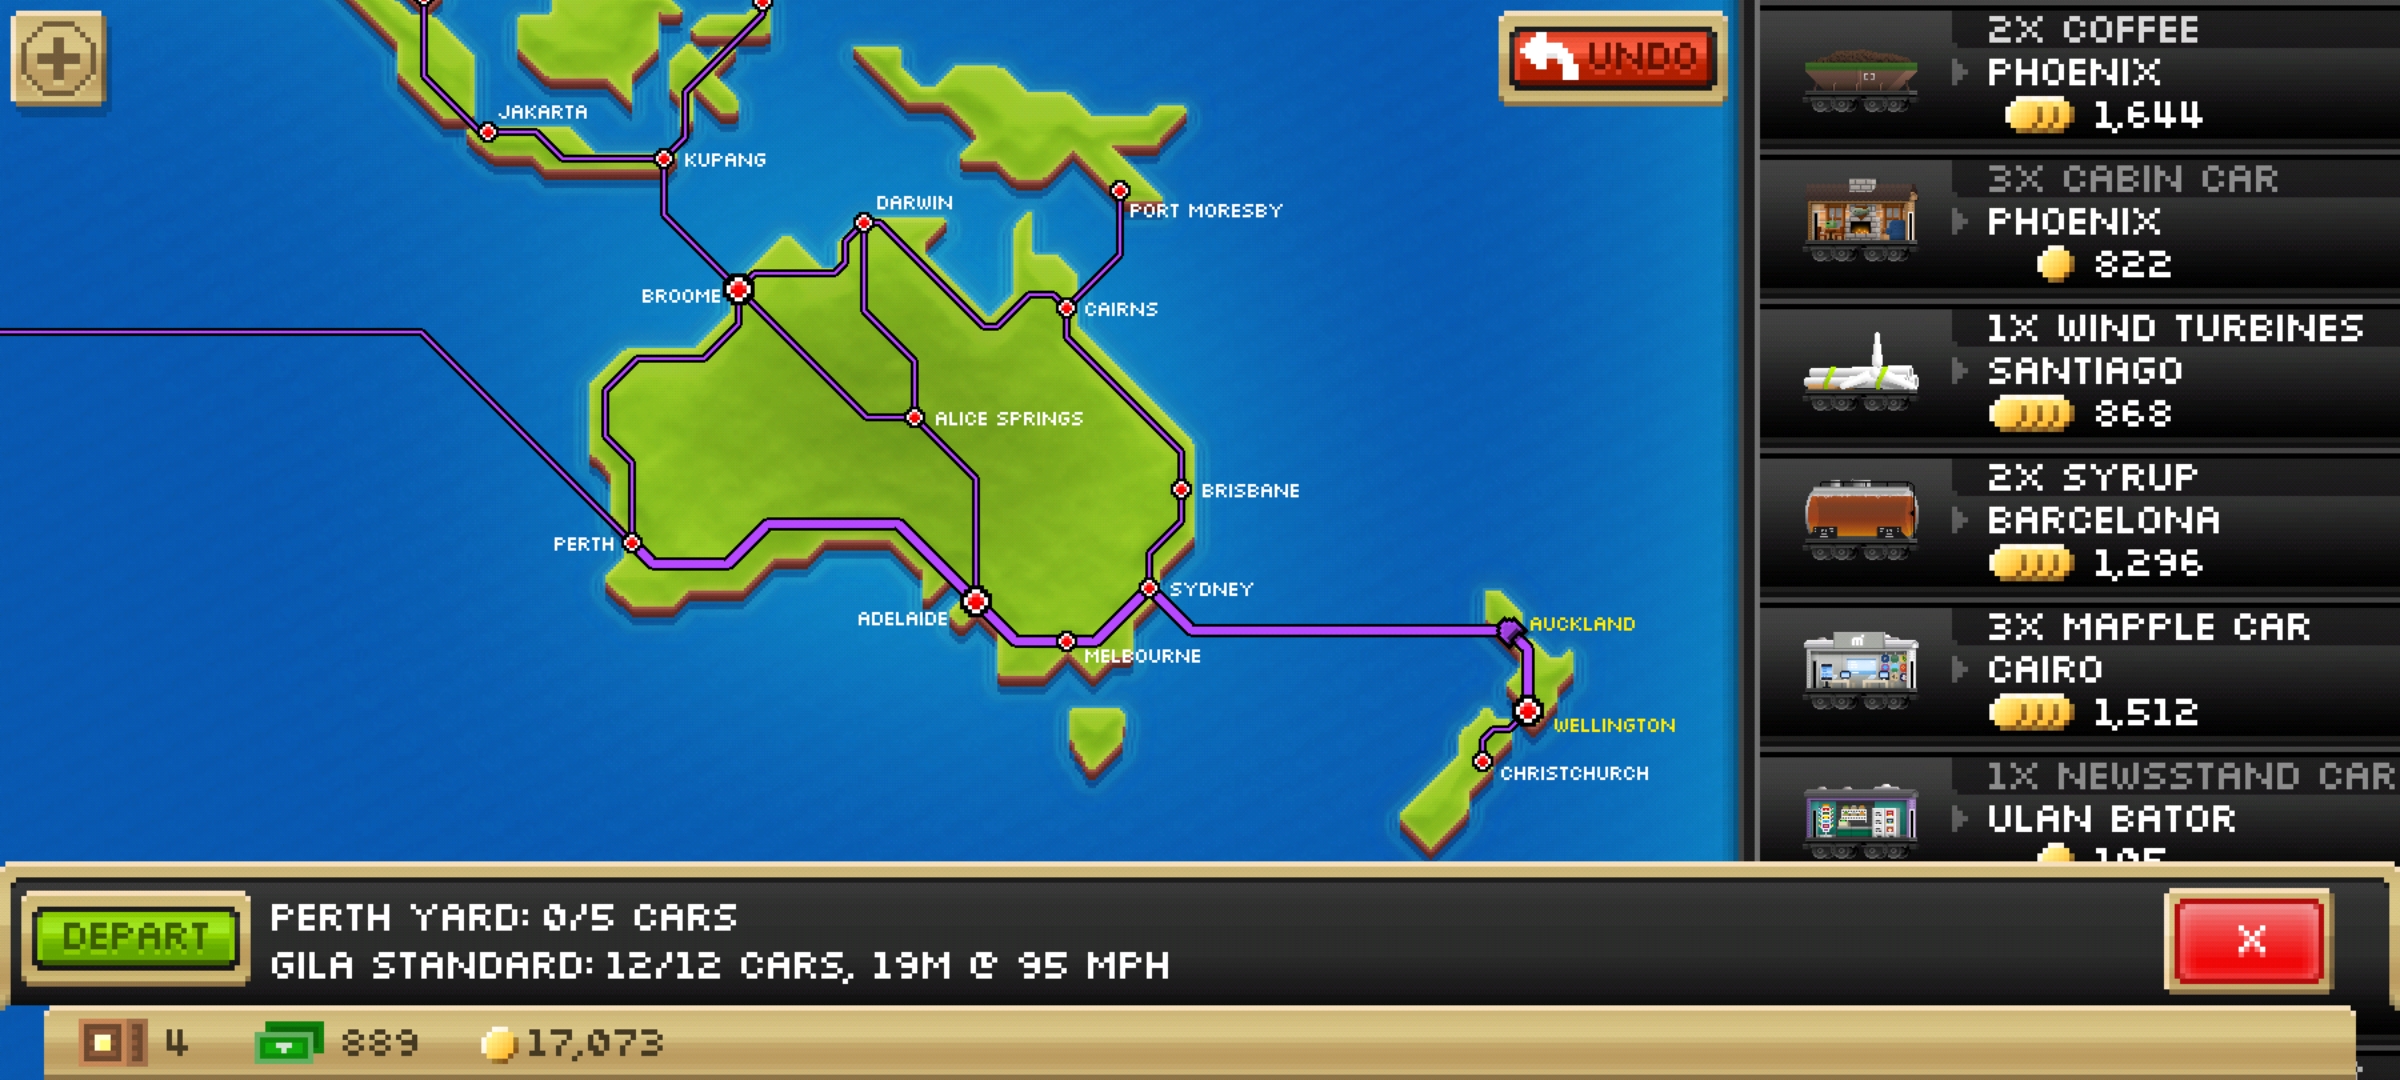 UNDO
JAKARTA
KUPANG
DARWIN
PORT MORESBY
BROOME
CAIRNS
ALICE SPRINGS
BRISBANE
PERTH
SYDNEY
ADELAIDE
MELBOURNE
AUCKLAND
WELLINGTON
CHRISTCHURCH
2X COFFEE
PHOENIX
1,644
3X CABIN CAR
PHOENIX
822
1X WIND TURBINES
SANTIAGO
868
2X SYRUP
BARCELONA
1,296
3X MAPPLE CAR
CAIRO
1,512
1X NEWSSTAND CAR
ULAN BATOR
DEPART
PERTH YARD: 0/5 CARS
GILA STANDARD: 12/12 CARS, 19M @ 95 MPH
X
4
889
17,073